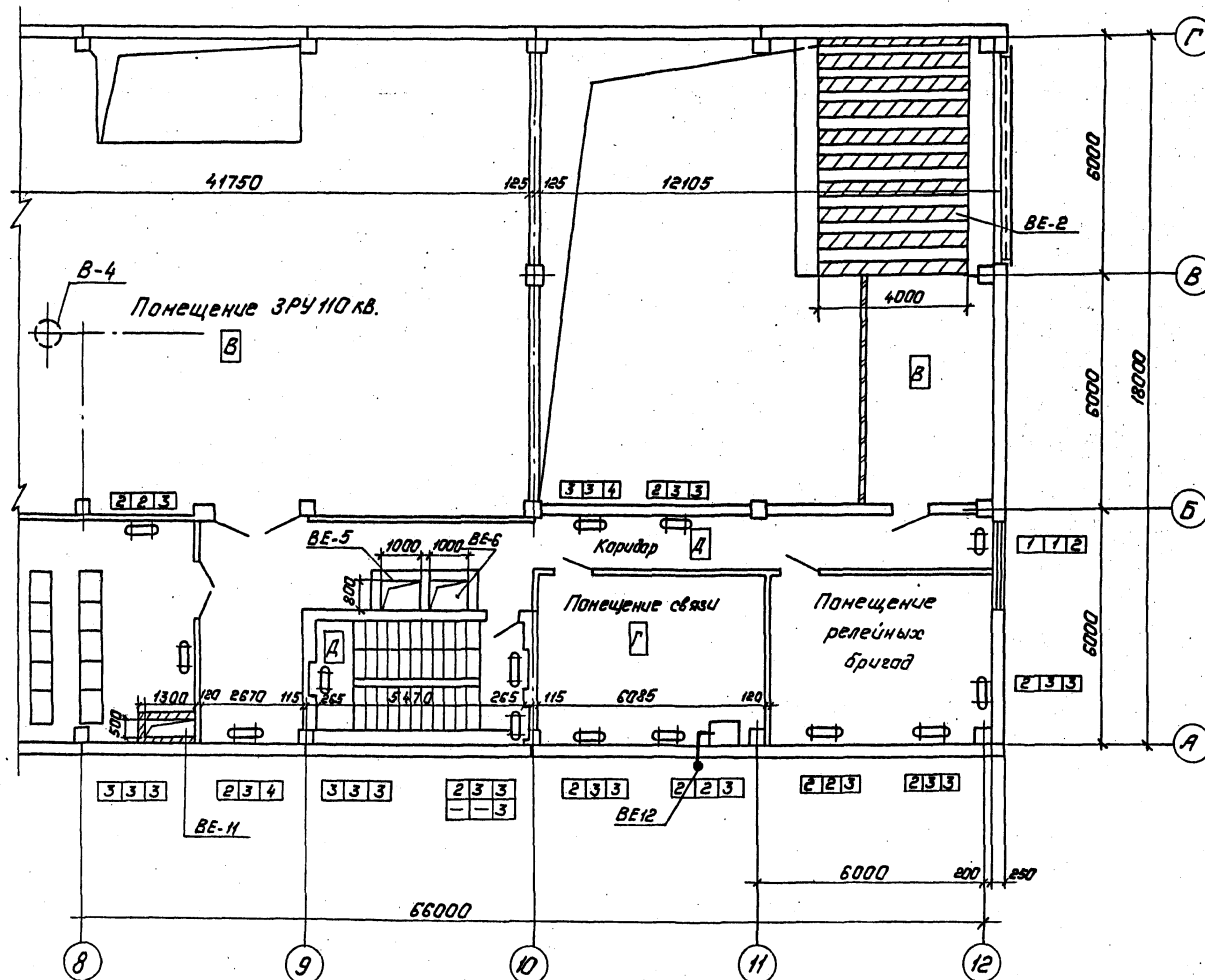 Г
41750
125
125
12105
6000
ВЕ-2
В-4
В
Помещение ЗРУ 110 кВ.
4000
В
В
6000
18000
2 2 3
3 3 4
2 3 3
Б
ВЕ-5
1000
1000
ВЕ-6
Каридор
Д
1 1 2
800
Помещение связи
Помещение
релейных
бригад
Д
Г
6000
1300
120
2670
115
265
5470
265
115
6085
120
2 3 3
500
А
3 3 3
2 3 4
3 3 3
2 3 3
– – 3
2 3 3
2 2 3
2 2 3
2 3 3
ВЕ-11
ВЕ12
6000
200
250
66000
8
9
10
11
12